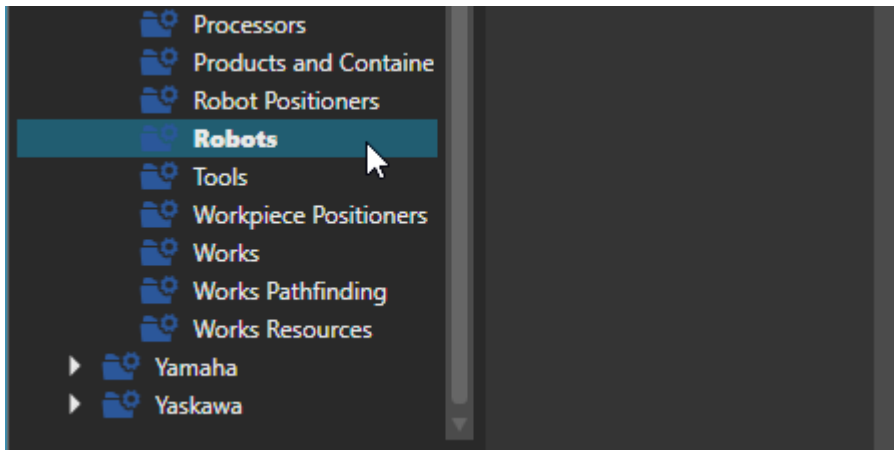 Processors
Products and Containe
Robot Positioners
Robots
Tools
Workpiece Positioners
Works
Works Pathfinding
Works Resources
Yamaha
Yaskawa